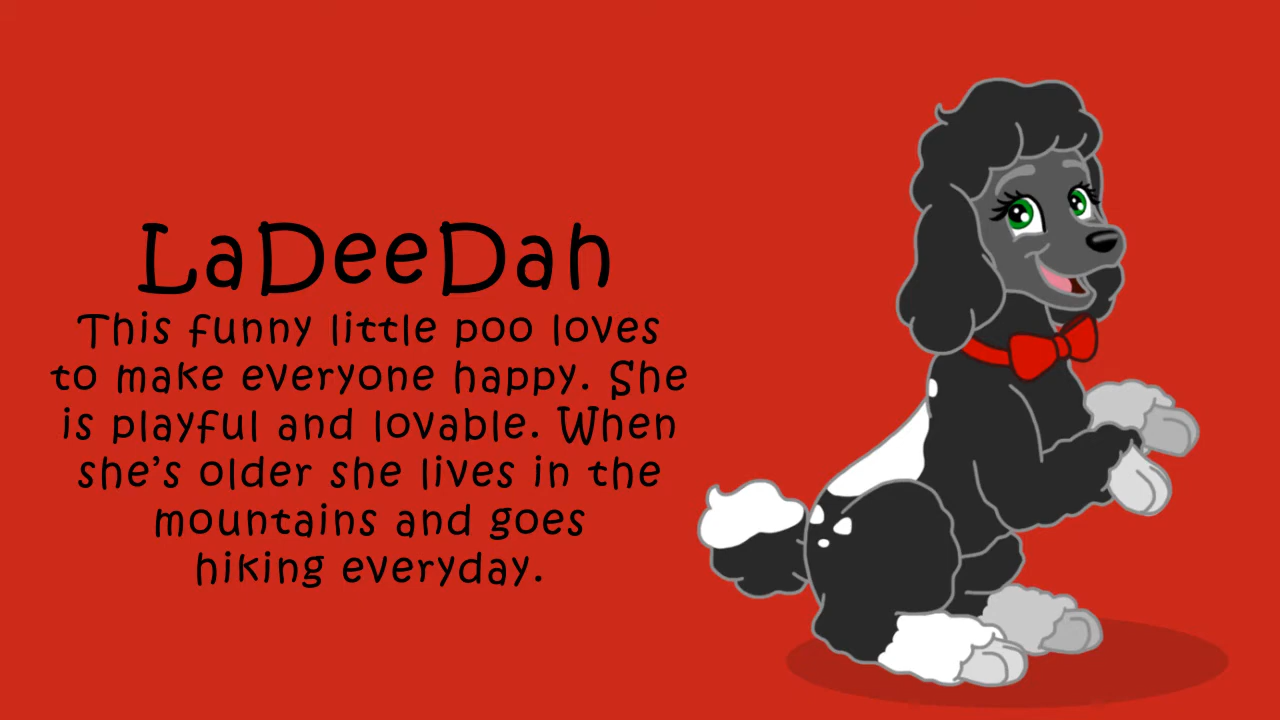 LaDeeDah
This funny little poo loves
to make everyone happy. She
is playful and lovable. When
she's older she lives in the
mountains and goes
hiking everyday.